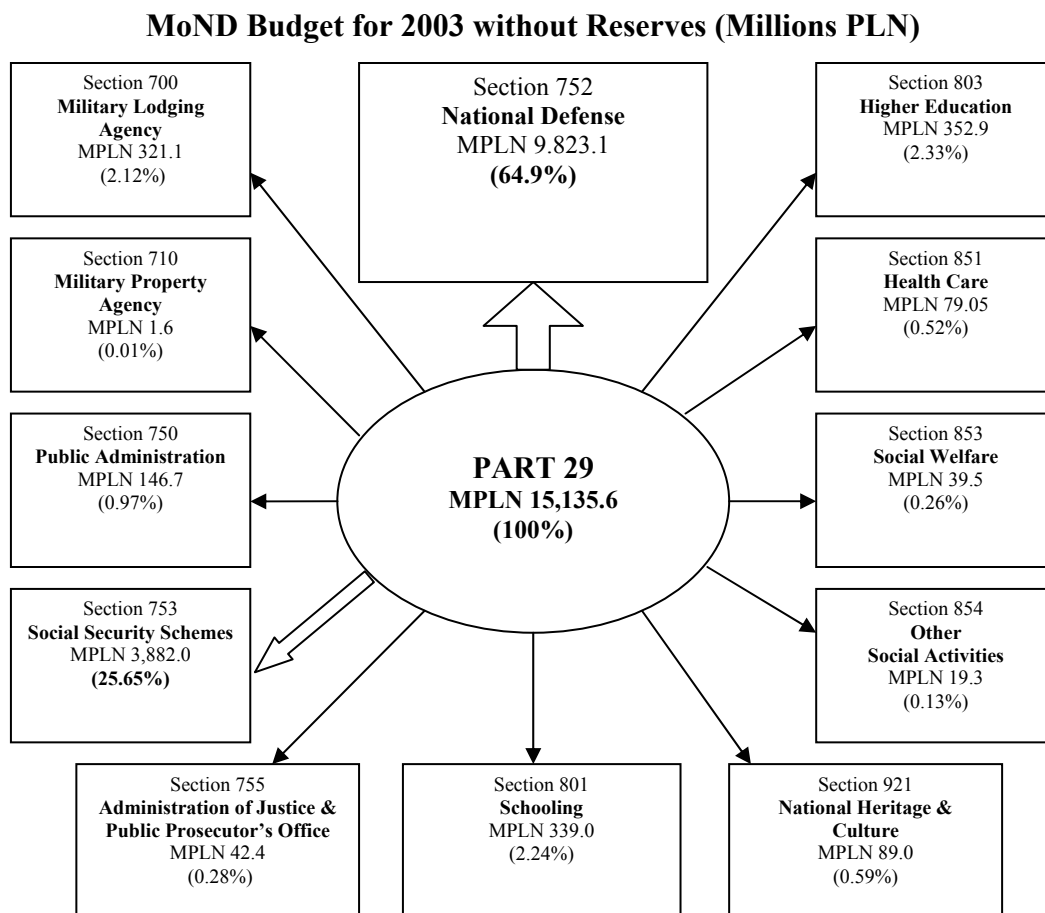 MoND Budget for 2003 without Reserves (Millions PLN)
Section 700
Military Lodging
Agency
MPLN 321.1
(2.12%)
Section 752
National Defense
MPLN 9.823.1
(64.9%)
Section 803
Higher Education
MPLN 352.9
(2.33%)
Section 710
Military Property
Agency
MPLN 1.6
(0.01%)
Section 851
Health Care
MPLN 79.05
(0.52%)
Section 750
Public Administration
MPLN 146.7
(0.97%)
PART 29
MPLN 15,135.6
(100%)
Section 853
Social Welfare
MPLN 39.5
(0.26%)
Section 753
Social Security Schemes
MPLN 3,882.0
(25.65%)
Section 854
Other
Social Activities
MPLN 19.3
(0.13%)
Section 755
Administration of Justice &
Public Prosecutor’s Office
MPLN 42.4
(0.28%)
Section 801
Schooling
MPLN 339.0
(2.24%)
Section 921
National Heritage &
Culture
MPLN 89.0
(0.59%)